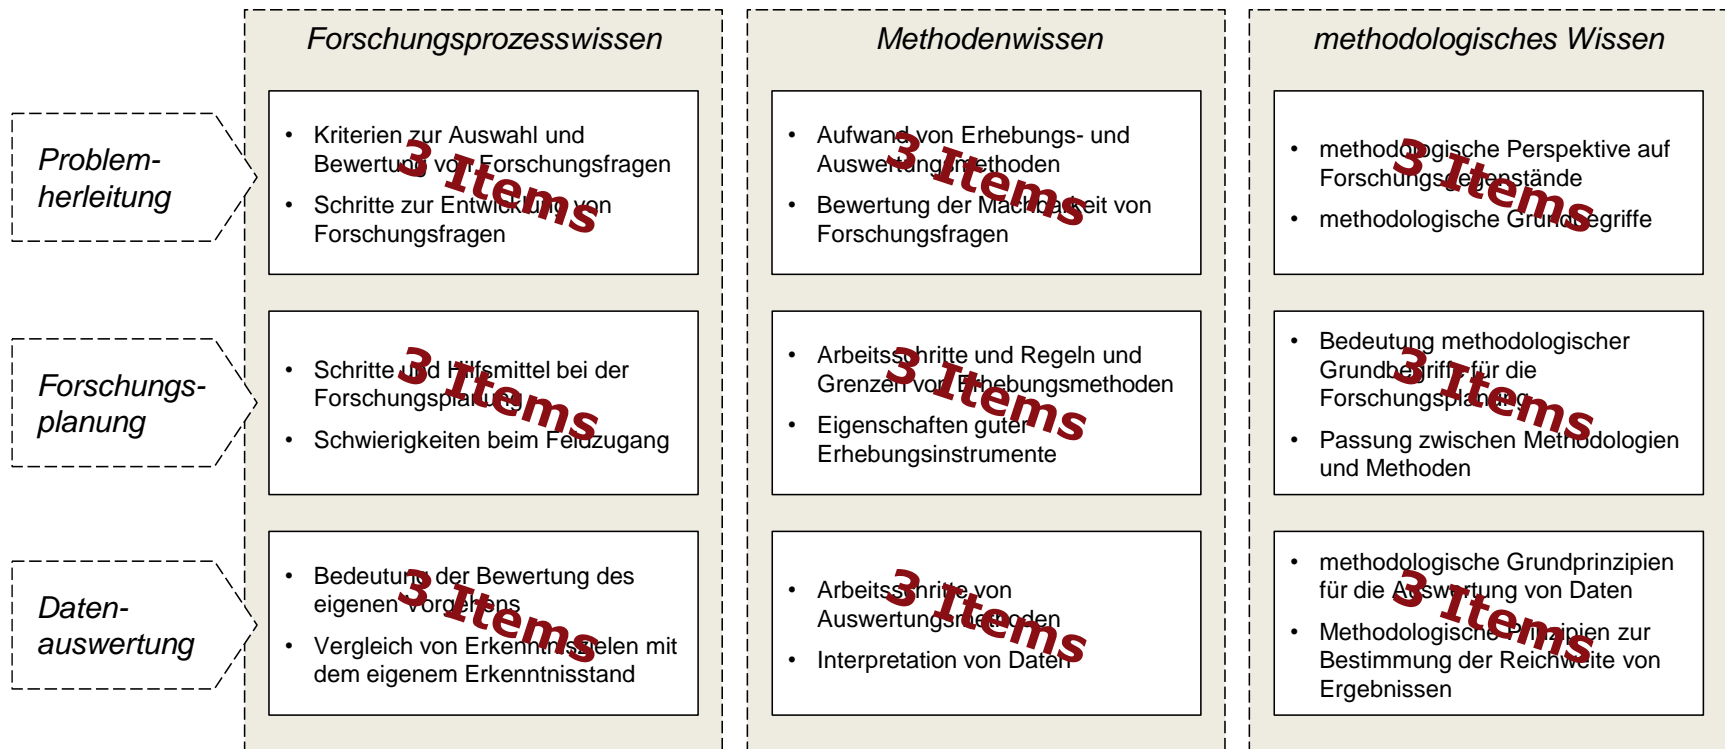 Forschungsprozesswissen
Methodenwissen
methodologisches Wissen
Problem-
herleitung
• Kriterien zur Auswahl und
Bewertung von Forschungsfragen
• Schritte zur Entwicklung von
Forschungsfragen
3 Items
• Aufwand von Erhebungs- und
Auswertungsmethoden
• Bewertung der Machbarkeit von
Forschungsfragen
3 Items
• methodologische Perspektive auf
Forschungsgegenstände
• methodologische Grundbegriffe
3 Items
Forschungs-
planung
• Schritte und Hilfsmittel bei der
Forschungsplanung
• Schwierigkeiten beim Feldzugang
3 Items
• Arbeitsschritte und Regeln und
Grenzen von Erhebungsmethoden
• Eigenschaften guter
Erhebungsinstrumente
3 Items
• Bedeutung methodologischer
Grundbegriffe für die
Forschungsplanung
• Passung zwischen Methodologien
und Methoden
3 Items
Daten-
auswertung
• Bedeutung der Bewertung des
eigenen Vorgehens
• Vergleich von Erkenntniszielen mit
dem eigenem Erkenntnisstand
3 Items
• Arbeitsschritte von
Auswertungsmethoden
• Interpretation von Daten
3 Items
• methodologische Grundprinzipien
für die Auswertung von Daten
• Methodologische Prinzipien zur
Bestimmung der Reichweite von
Ergebnissen
3 Items